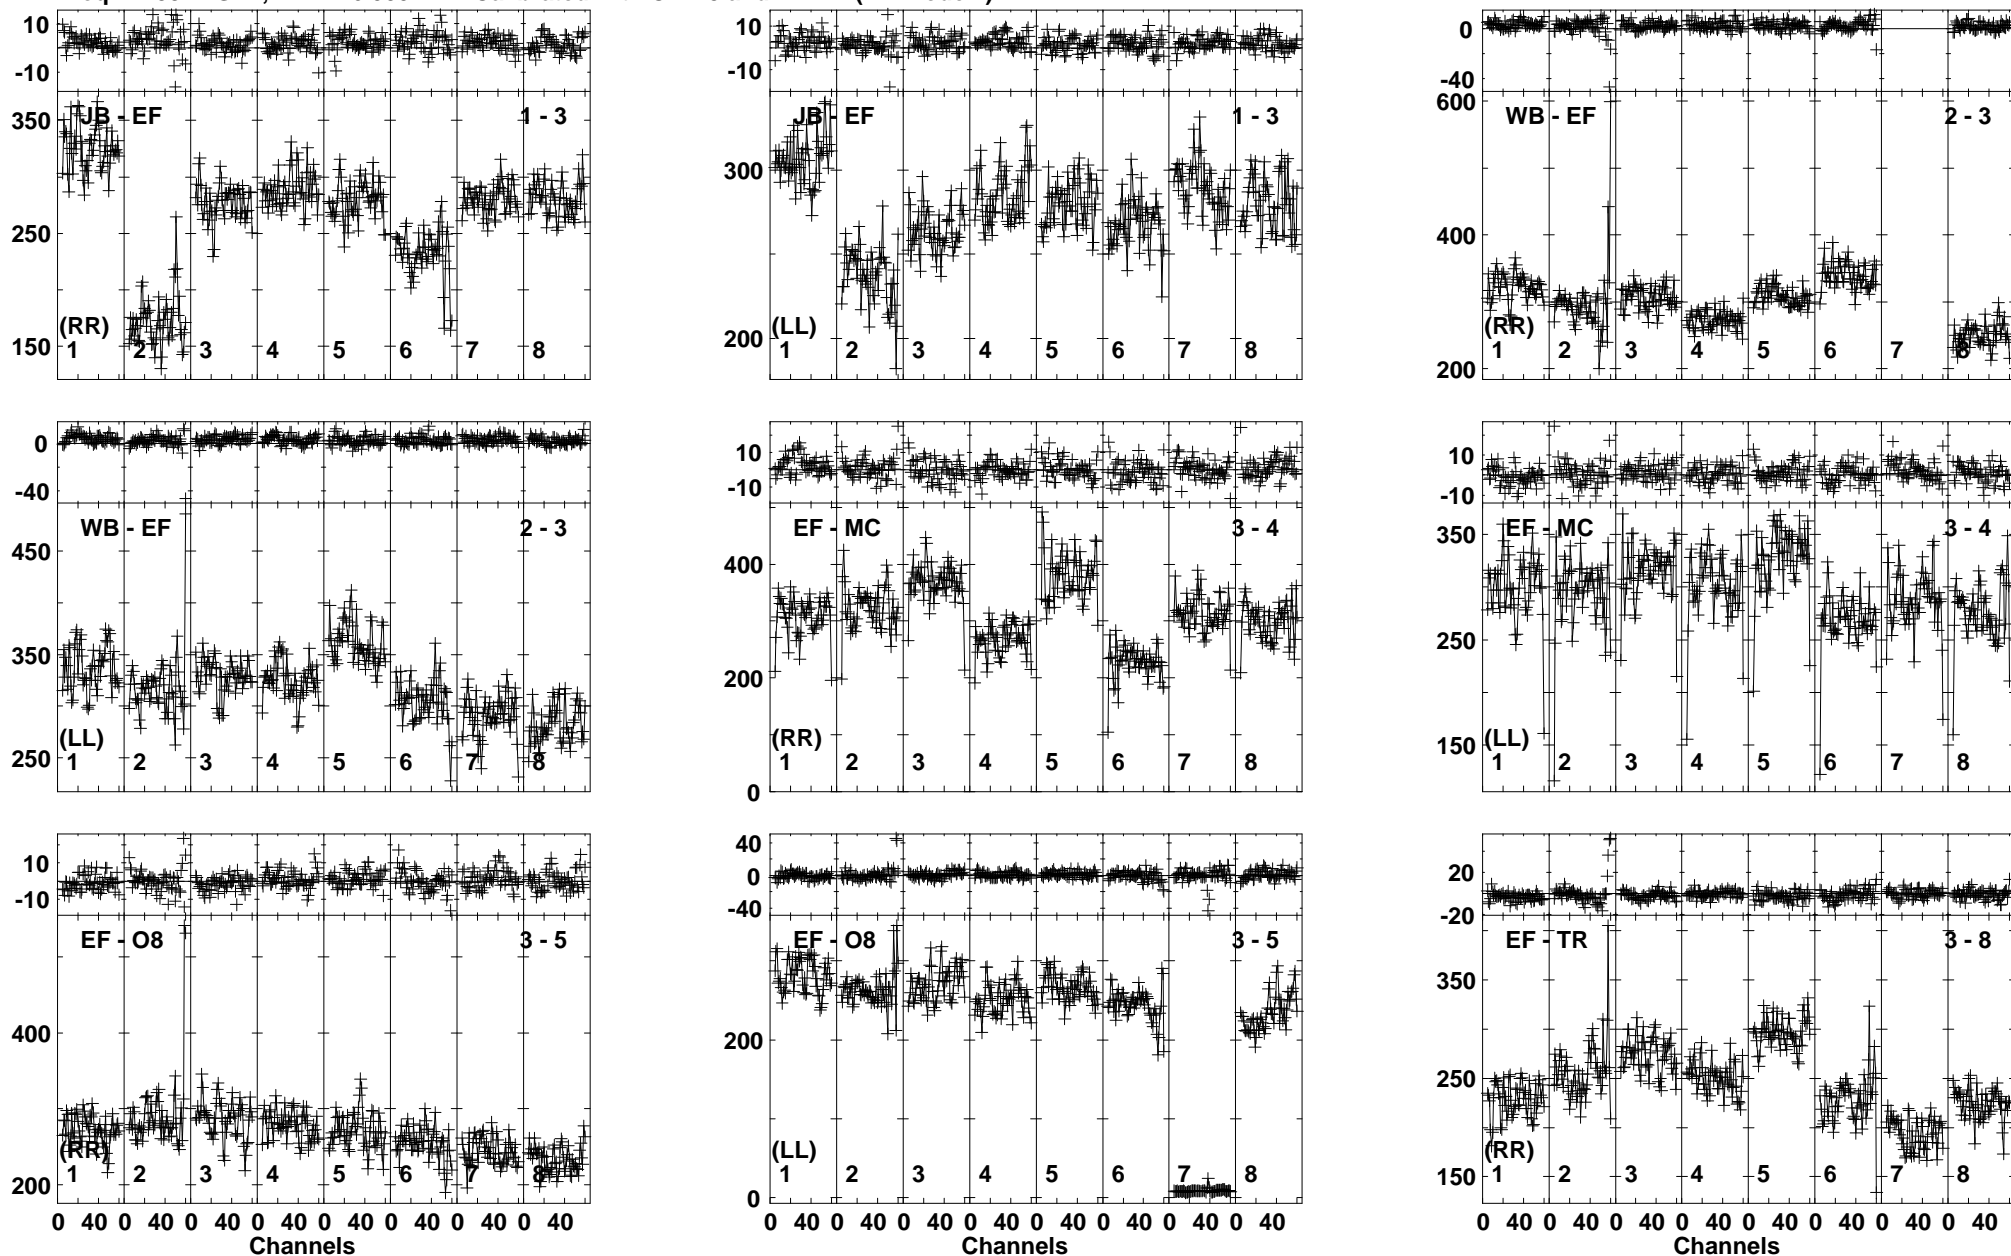 10 10 0
-10 -10 -40
350 JB - EF 1 - 3 300 JB - EF 1 - 3 600 WB - EF 2 - 3
250 400
150 (RR) 200 (LL) 200 (RR)
1 2 3 4 5 6 7 8 1 2 3 4 5 6 7 8 1 2 3 4 5 6 7 8
0 10 10
-40 -10 -10
450 WB - EF 2 - 3 400 EF - MC 3 - 4 350 EF - MC 3 - 4
350 200 250
250 (LL) 0 (RR) 150 (LL)
1 2 3 4 5 6 7 8 1 2 3 4 5 6 7 8 1 2 3 4 5 6 7 8
10 40 20
-10 0 -20
-40
EF - O8 3 - 5 EF - O8 3 - 5 EF - TR 3 - 8
400 200 350
250
200 (RR) 0 (LL) 150 (RR)
1 2 3 4 5 6 7 8 1 2 3 4 5 6 7 8 1 2 3 4 5 6 7 8
0 40 0 40 0 40 0 40 0 40 0 40 0 40 0 40 0 40 0 40 0 40 0 40 0 40 0 40 0 40 0 40 0 40 0 40 0 40 0 40 0 40 0 40 0 40 0 40
Channels Channels Channels